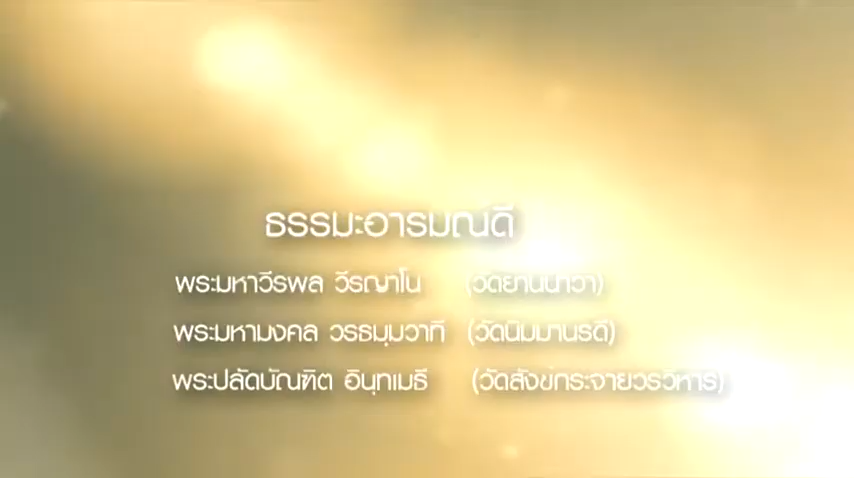 ธรรมะอารมณ์ดี
พระมหาวีรพล วีรญาโน (วัดยานนาวา)
พระมหามงคล วรธมฺมวาที (วัดนิมมานรดี)
พระปลัดบัณฑิต อินฺทเมธี (วัดสังข์กระจายวรวิหาร)